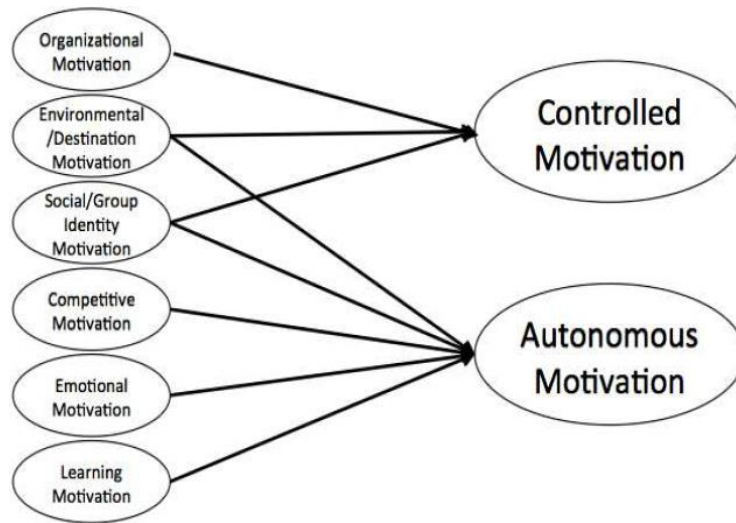 Organizational
Motivation
Environmental
/Destination
Motivation
Social/Group
Identity
Motivation
Competitive
Motivation
Emotional
Motivation
Learning
Motivation
Controlled
Motivation
Autonomous
Motivation